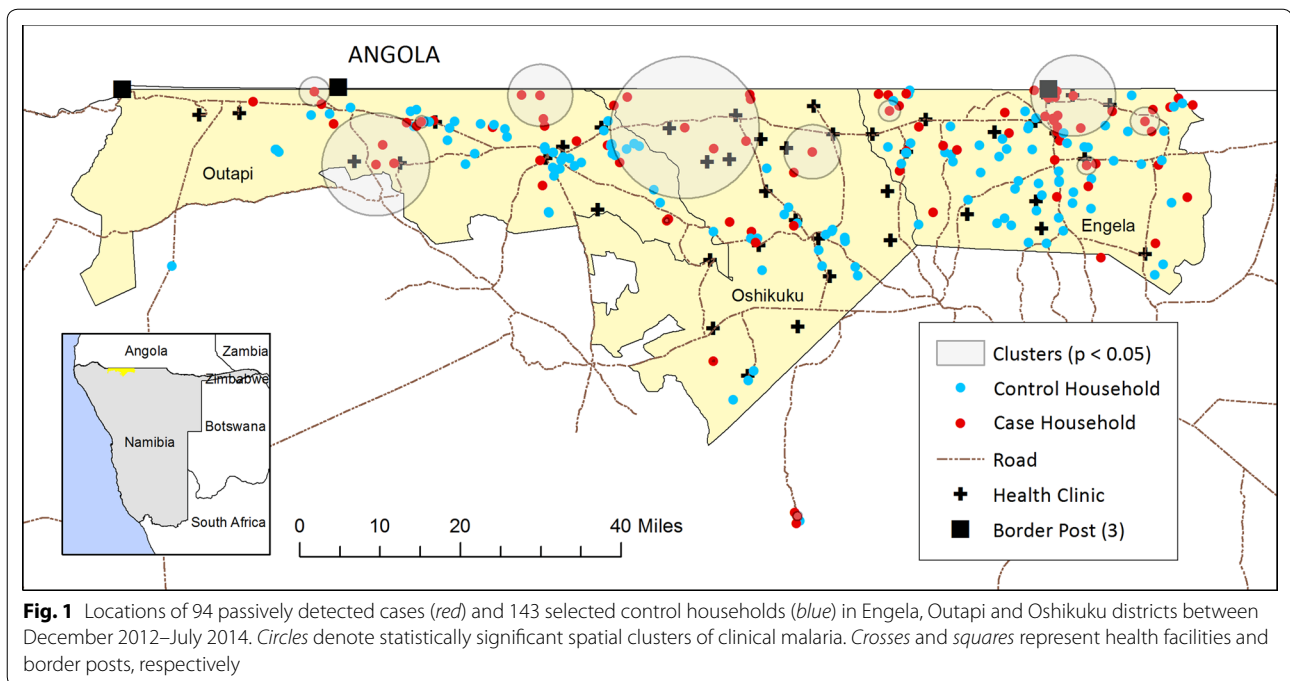 ANGOLA
Outapi
Engela
Oshikuku
Angola
Zambia
Zimbabwe
Namibia
Botswana
South Africa
0 10 20 40 Miles
Clusters (p < 0.05)
Control Household
Case Household
Road
Health Clinic
Border Post (3)
Fig. 1 Locations of 94 passively detected cases (red) and 143 selected control households (blue) in Engela, Outapi and Oshikuku districts between
December 2012–July 2014. Circles denote statistically significant spatial clusters of clinical malaria. Crosses and squares represent health facilities and
border posts, respectively